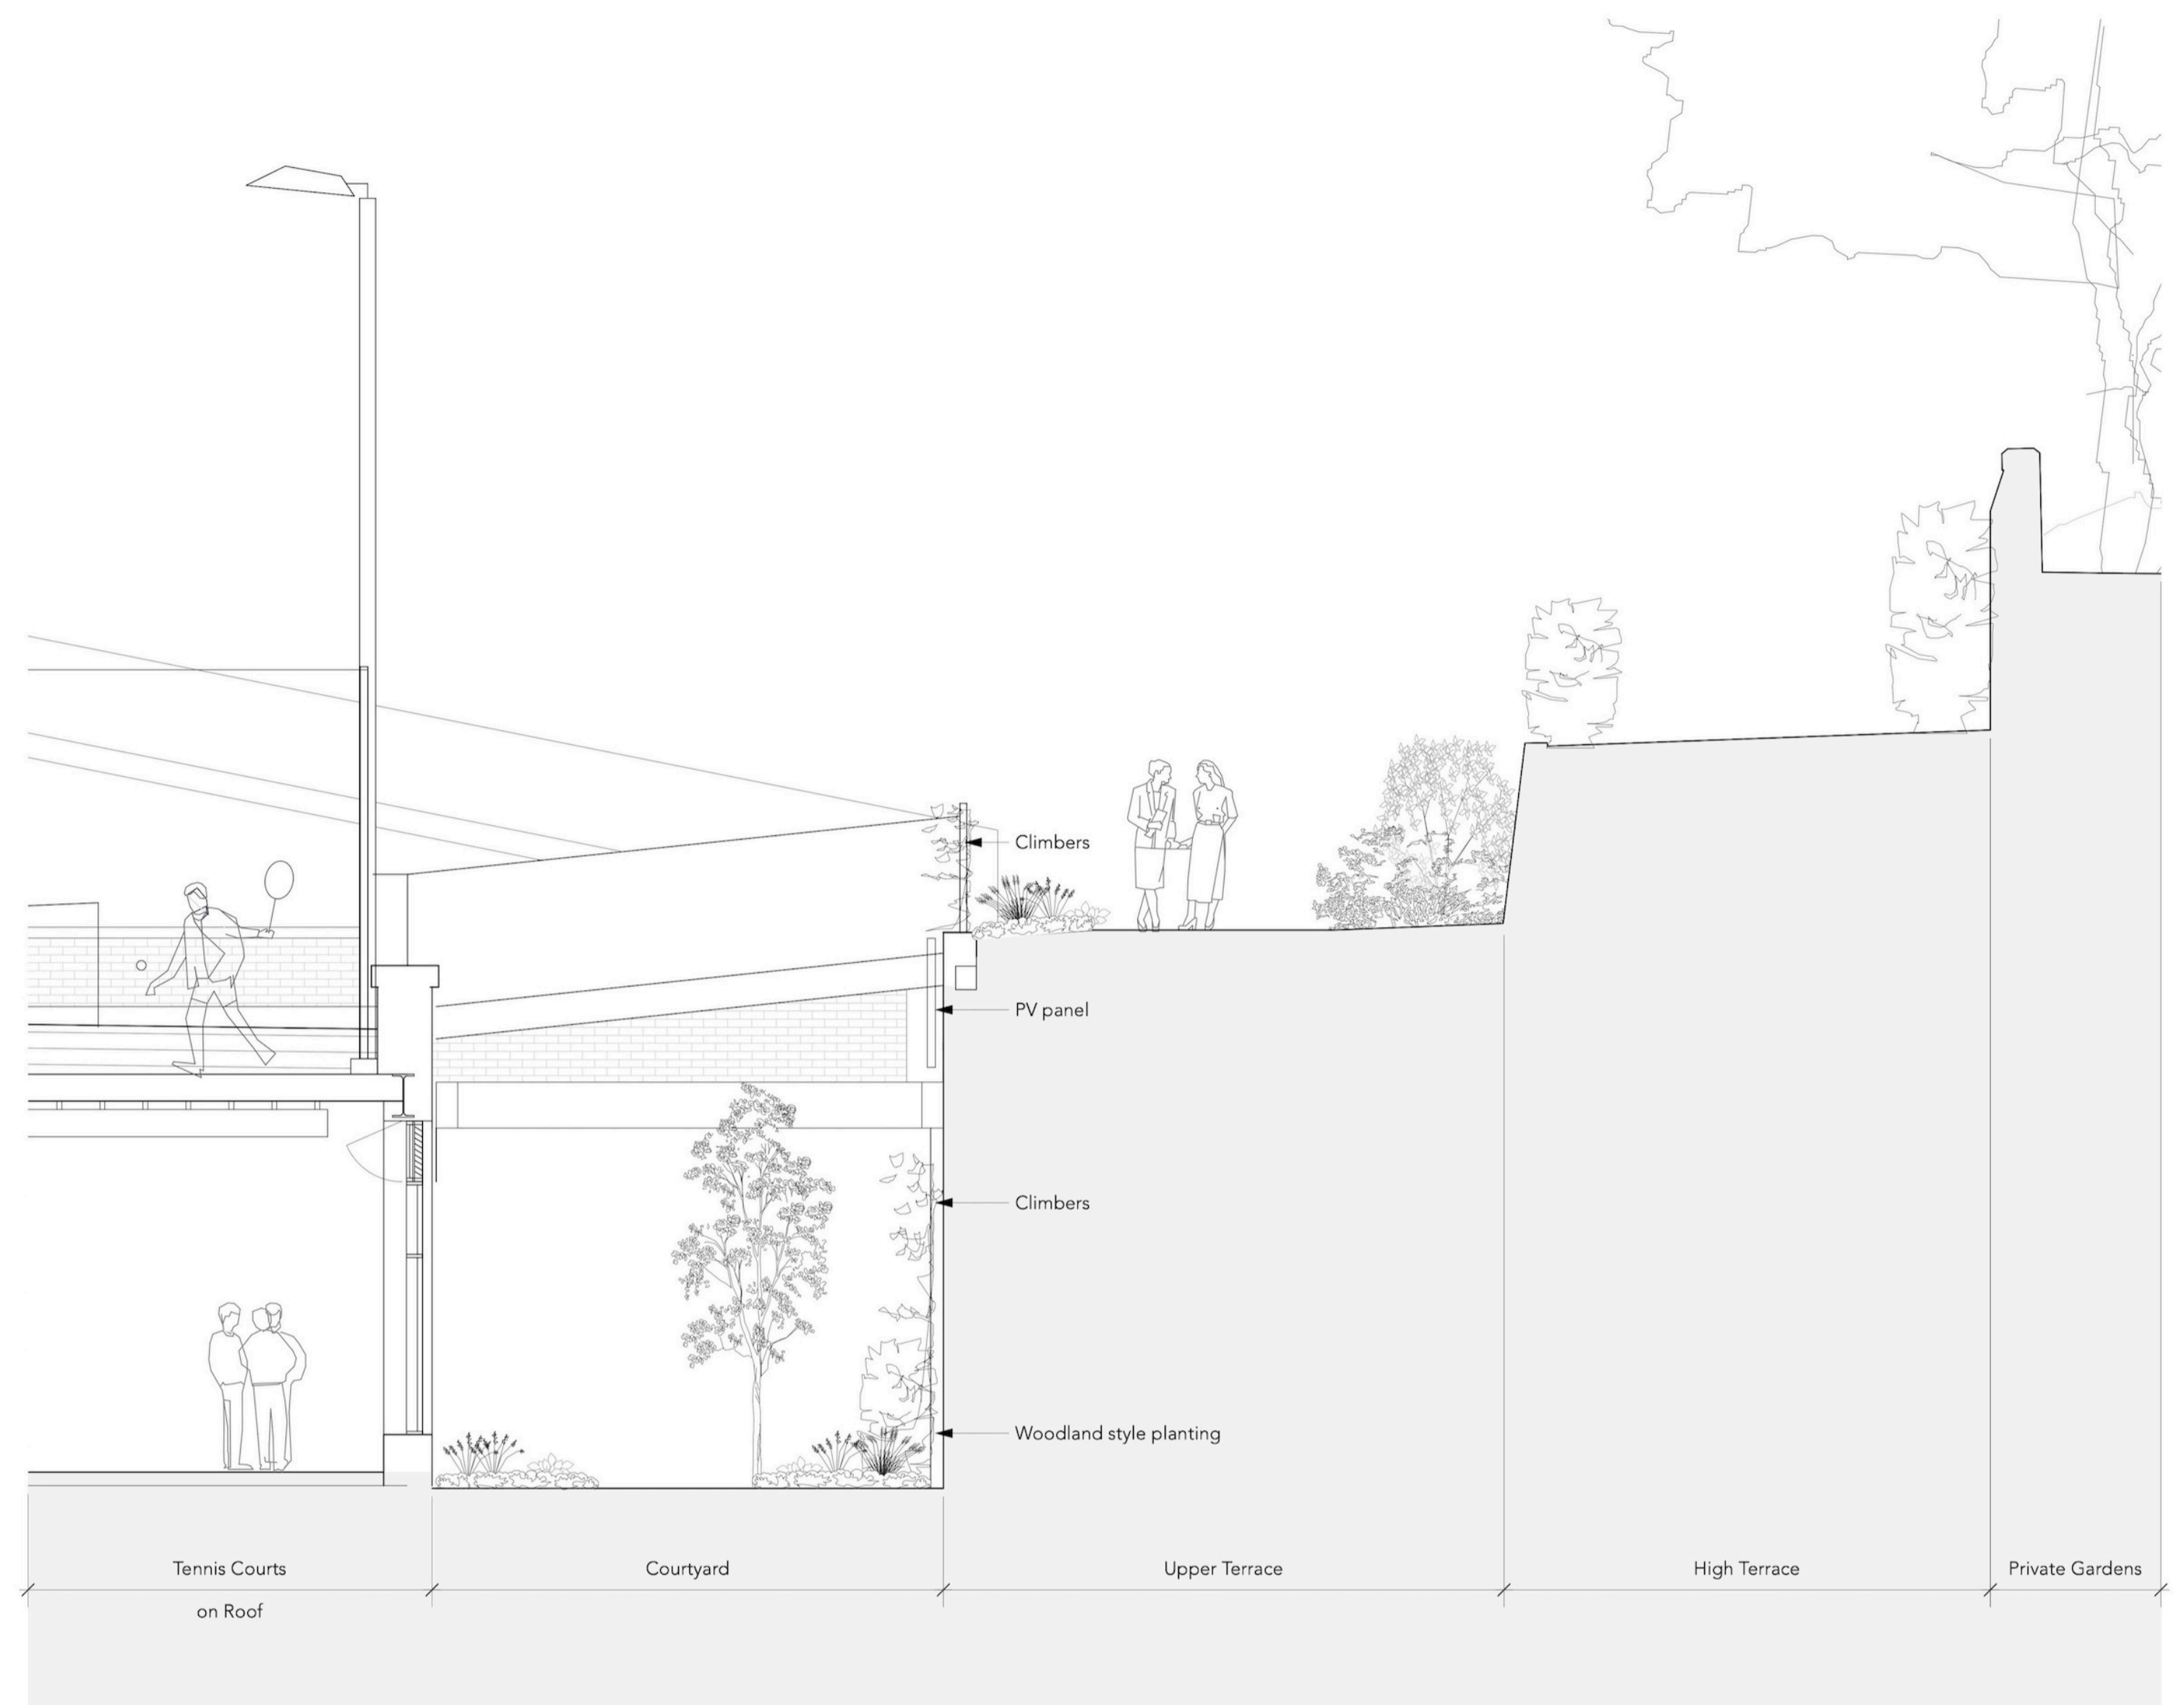 Climbers
PV panel
Climbers
Woodland style planting
Tennis Courts
on Roof
Courtyard
Upper Terrace
High Terrace
Private Gardens